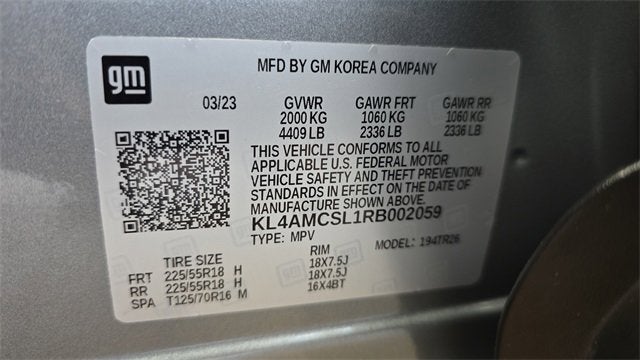 gm
MFD BY GM KOREA COMPANY
03/23 GVWR GAWR FRT GAWR RR
2000 KG 1060 KG 1060 KG
4409 LB 2336 LB 2336 LB
THIS VEHICLE CONFORMS TO ALL
APPLICABLE U.S. FEDERAL MOTOR
VEHICLE SAFETY AND THEFT PREVENTION
STANDARDS IN EFFECT ON THE DATE OF
MANUFACTURE SHOWN ABOVE.
KL4AMCSL1RB002059
TYPE: MPV MODEL: 194TR26
TIRE SIZE RIM
FRT 225/55R18 H 18X7.5J
RR 225/55R18 H 18X7.5J
SPA T125/70R16 M 16X4BT